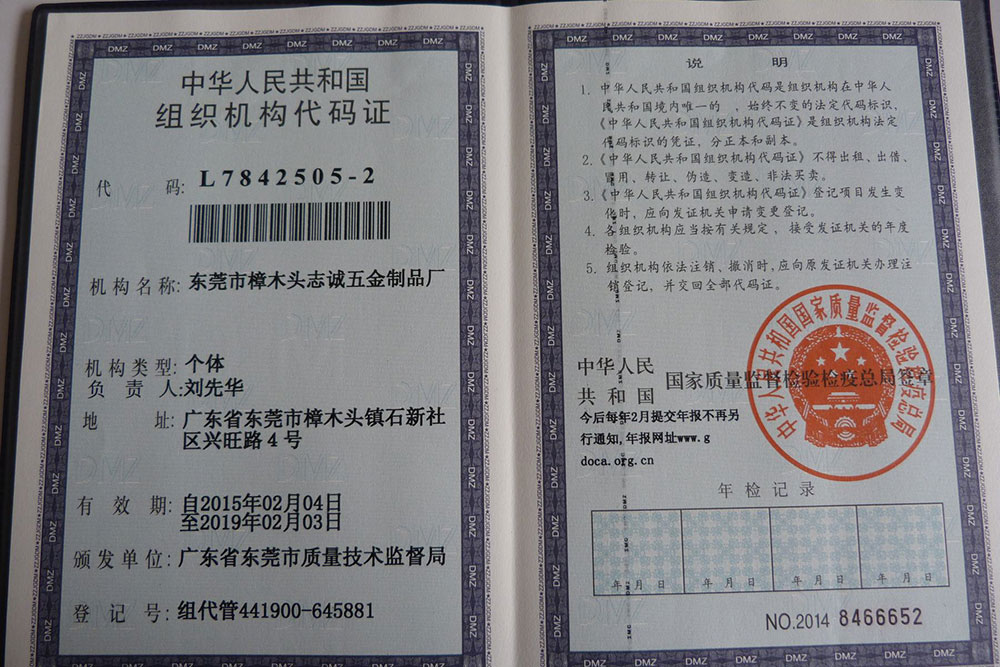 中华人民共和国
组织机构代码证
代 码: L7842505-2
机构名称: 东莞市樟木头志诚五金制品厂
机构类型: 个体
负 责 人:刘先华
地 址: 广东省东莞市樟木头镇石新社
区兴旺路4号
有 效 期: 自2015年02月04日
至2019年02月03日
颁发单位: 广东省东莞市质量技术监督局
登 记 号: 组代管441900-645881
说 明
1. 中华人民共和国组织机构代码是组织机构在中华人
民共和国境内唯一的 、始终不变的法定代码标识,
《中华人民共和国组织机构代码证》是组织机构法定
代码标识的凭证, 分正本和副本。
2.《中华人民共和国组织机构代码证》不得出租、出借、
冒用、转让、伪造、变造、非法买卖。
3.《中华人民共和国组织机构代码证》登记项目发生变
化时, 应向发证机关申请变更登记。
4. 各组织机构应当按有关规定 , 接受发证机关的年度
检验。
5. 组织机构依法注销、撤消时,应向原发证机关办理注
销登记, 并交回全部代码证。
中华人民
共 和 国
国家质量监督检验检疫总局签章
中华人民共和国国家质量监督检验检疫总局
今后每年2月提交年报不再另
行通知,年报网址www.g
doca.org.cn
年检记录
年 月 日 年 月 日 年 月 日 年 月 日
NO.2014 8466652